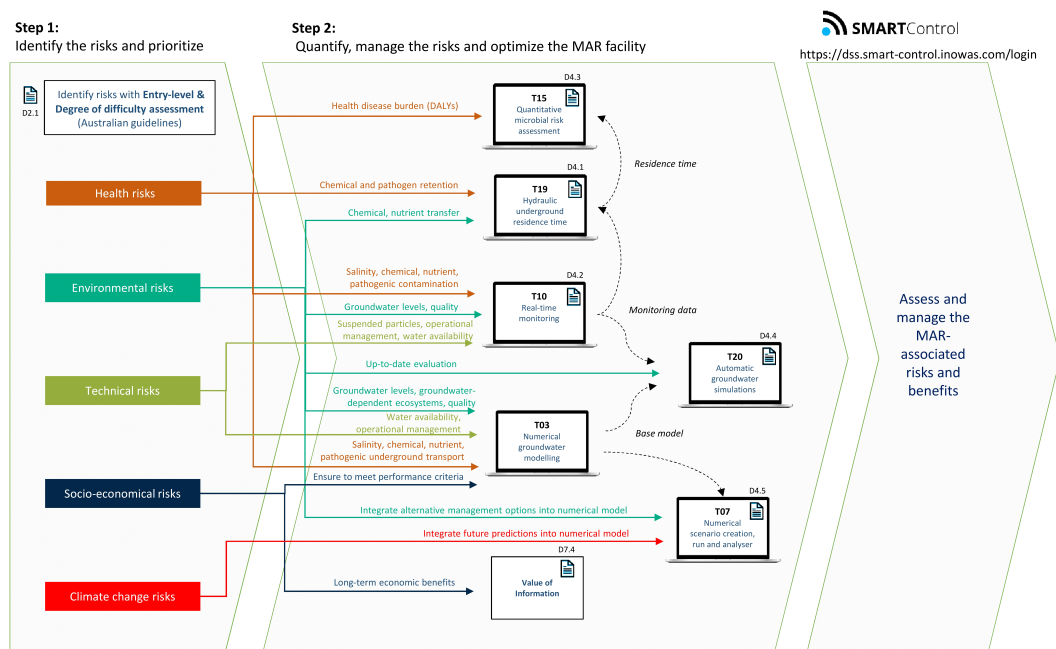 Step 1:
Identify the risks and prioritize
Step 2:
Quantify, manage the risks and optimize the MAR facility
SMARTControl
https://dss.smart-control.inowas.com/login
D2.1
Identify risks with Entry-level &
Degree of difficulty assessment
(Australian guidelines)
Health risks
Environmental risks
Technical risks
Socio-economical risks
Climate change risks
Health disease burden (DALYs)
Chemical and pathogen retention
Chemical, nutrient transfer
Salinity, chemical, nutrient,
pathogenic contamination
Groundwater levels, quality
Suspended particles, operational
management, water availability
Up-to-date evaluation
Groundwater levels, groundwater-
dependent ecosystems, quality
Water availability,
operational management
Salinity, chemical, nutrient,
pathogenic underground transport
Ensure to meet performance criteria
Integrate alternative management options into numerical model
Integrate future predictions into numerical model
Long-term economic benefits
D4.3
T15
Quantitative
microbial risk
assessment
Residence time
D4.1
T19
Hydraulic
underground
residence time
D4.2
T10
Real-time
monitoring
Monitoring data
D4.4
T20
Automatic
groundwater
simulations
T03
Numerical
groundwater
modelling
Base model
D4.5
T07
Numerical
scenario creation,
run and analyser
D7.4
Value of
Information
Assess and
manage the
MAR-
associated
risks and
benefits